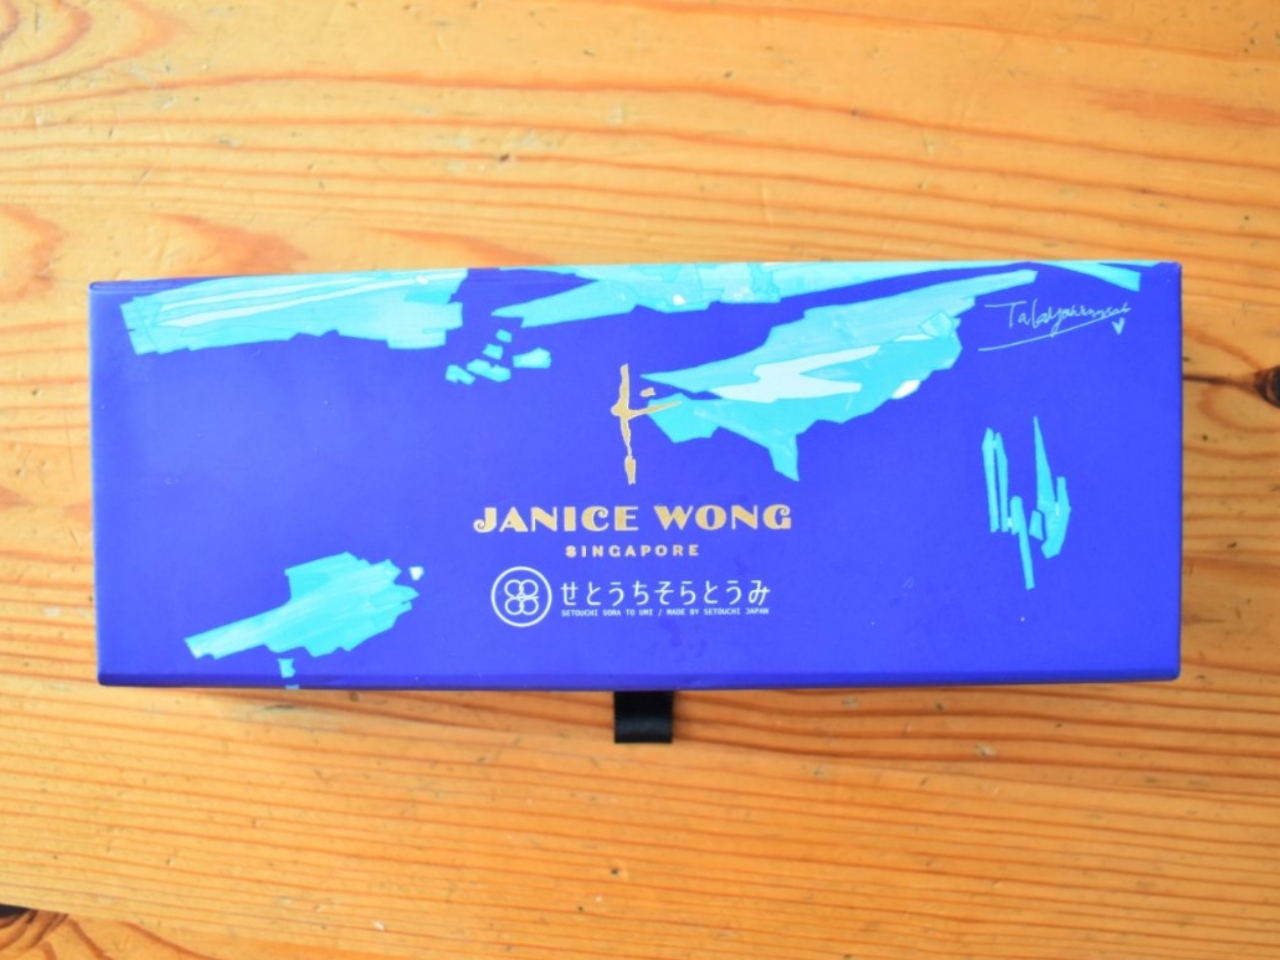 JANICE WONG
SINGAPORE
せとうちそらとうみ
SETOUCHI SORA TO UMI / MADE BY SETOUCHI JAPAN